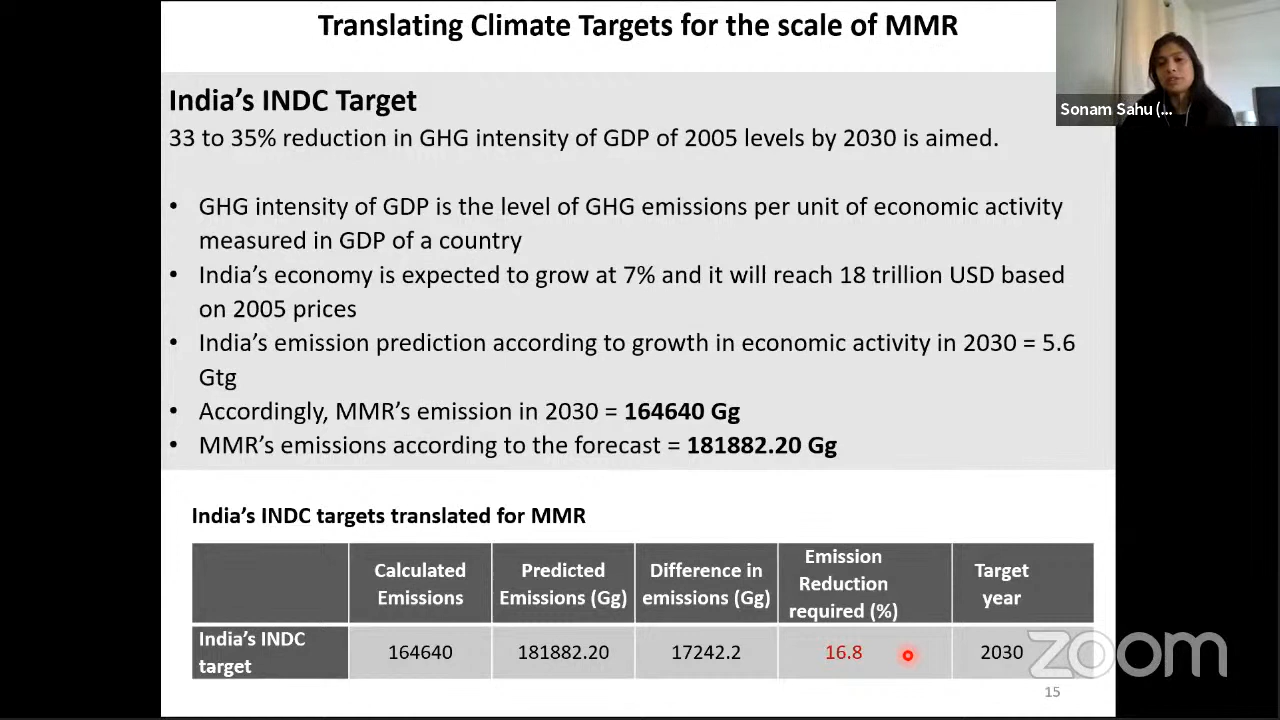 Translating Climate Targets for the scale of MMR
Sonam Sahu (...
India's INDC Target
33 to 35% reduction in GHG intensity of GDP of 2005 levels by 2030 is aimed.
• GHG intensity of GDP is the level of GHG emissions per unit of economic activity
measured in GDP of a country
• India's economy is expected to grow at 7% and it will reach 18 trillion USD based
on 2005 prices
• India's emission prediction according to growth in economic activity in 2030 = 5.6
Gtg
• Accordingly, MMR's emission in 2030 = 164640 Gg
• MMR's emissions according to the forecast = 181882.20 Gg
India's INDC targets translated for MMR
Calculated
Emissions
Predicted
Emissions (Gg)
Difference in
emissions (Gg)
Emission
Reduction
required (%)
Target
year
India's INDC
target
164640
181882.20
17242.2
16.8
2030
zoom
15